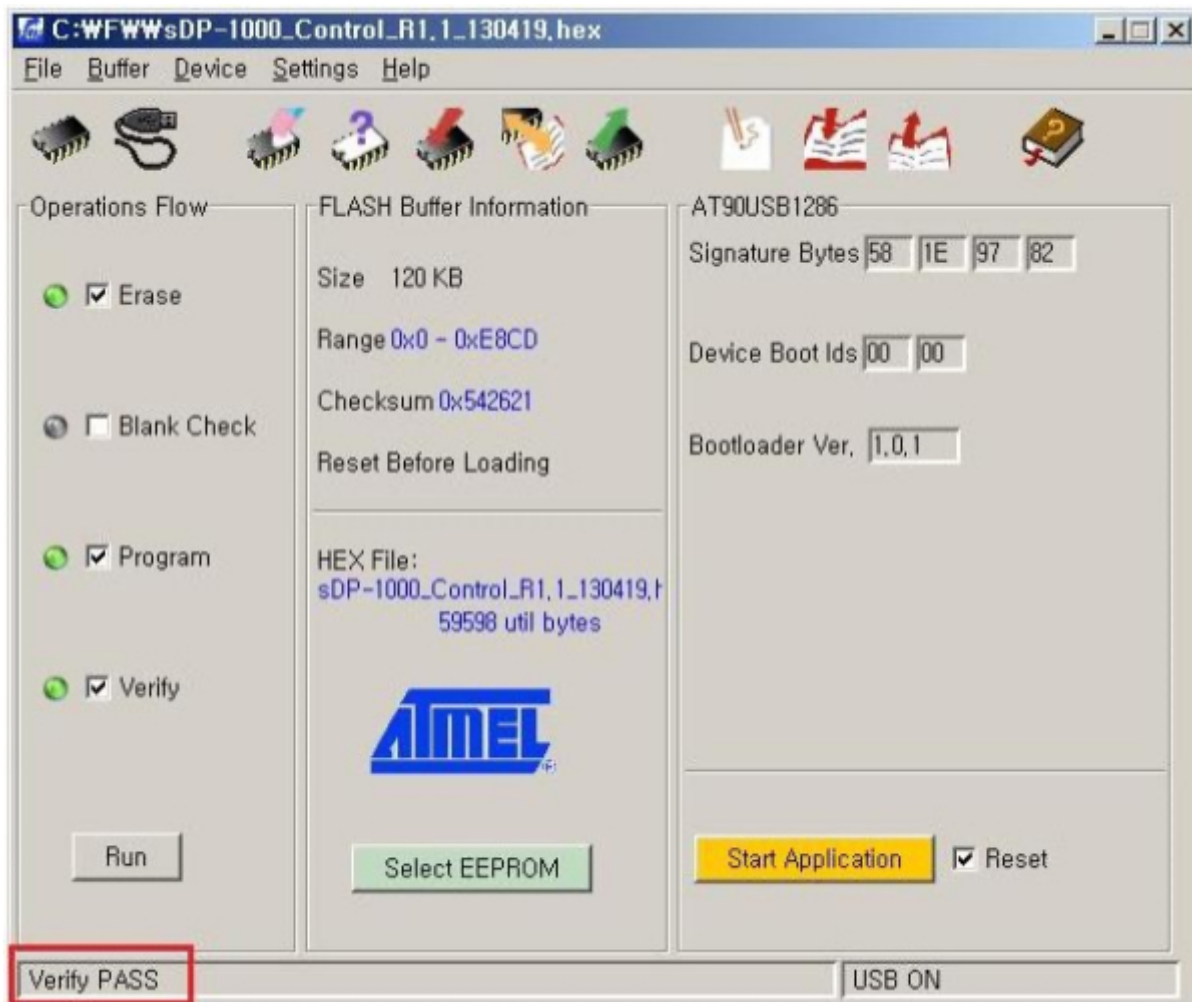 C:₩FW₩sDP-1000_Control_R1.1_130419.hex
File Buffer Device Settings Help
Operations Flow
Erase
Blank Check
Program
Verify
Run
FLASH Buffer Information
Size 120 KB
Range 0x0 - 0xE8CD
Checksum 0x542621
Reset Before Loading
HEX File:
sDP-1000_Control_R1.1_130419.h
59598 util bytes
ATMEL
®
Select EEPROM
AT90USB1286
Signature Bytes 58 1E 97 82
Device Boot Ids 00 00
Bootloader Ver. 1.0.1
Start Application Reset
Verify PASS
USB ON